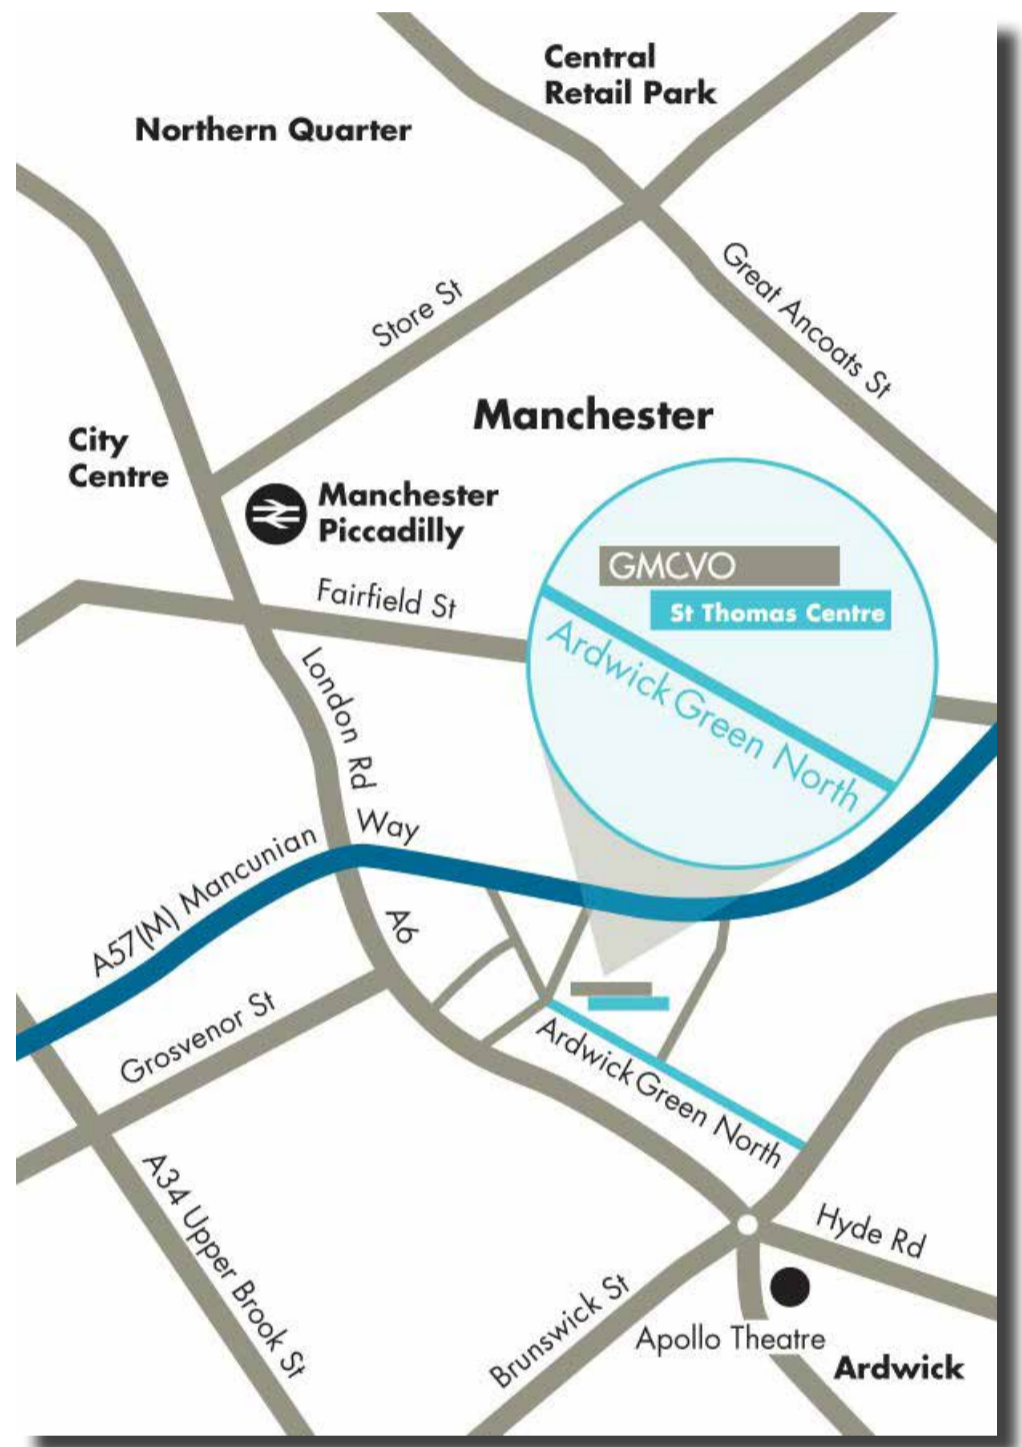 Central
Retail Park
Northern Quarter
Great Ancoats St
Store St
Manchester
City
Centre
Manchester
Piccadilly
GMCVO
St Thomas Centre
Fairfield St
Ardwick Green North
London Rd
A57(M) Mancunian Way
A6
Grosvenor St
Ardwick Green North
A34 Upper Brook St
Hyde Rd
Brunswick St
Apollo Theatre
Ardwick